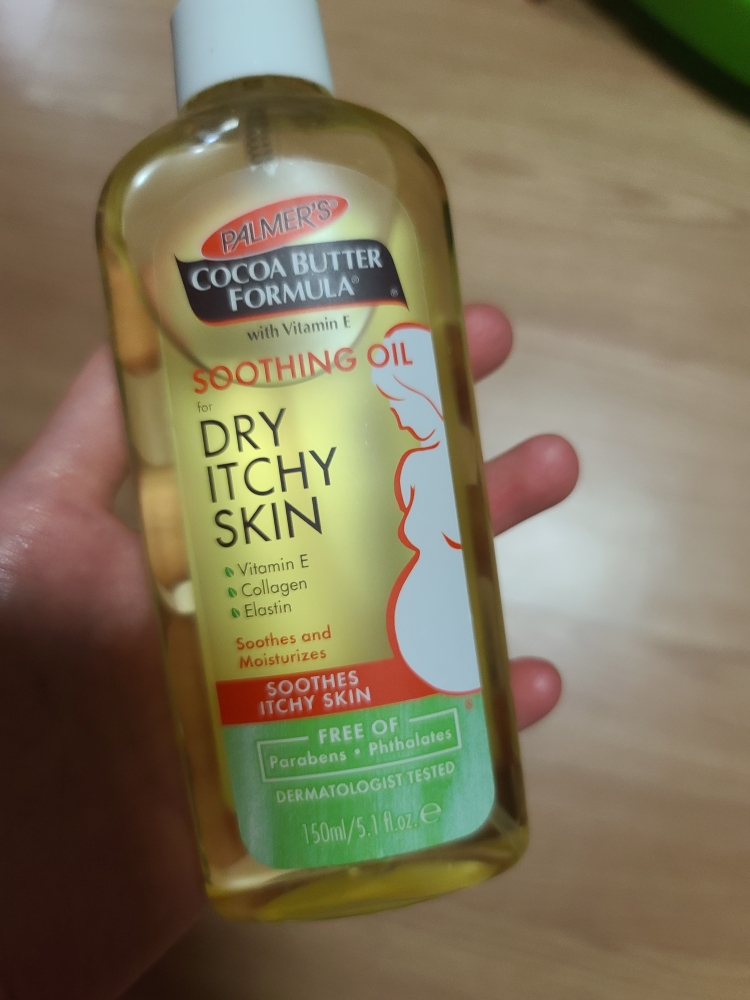 PALMER'S®
COCOA BUTTER
FORMULA®
®
with Vitamin E
SOOTHING OIL
for
DRY
ITCHY
SKIN
Vitamin E
Collagen
Elastin
Soothes and
Moisturizes
SOOTHES
ITCHY SKIN
®
FREE OF
Parabens • Phthalates
DERMATOLOGIST TESTED
150ml/5.1 fl.oz. ℮